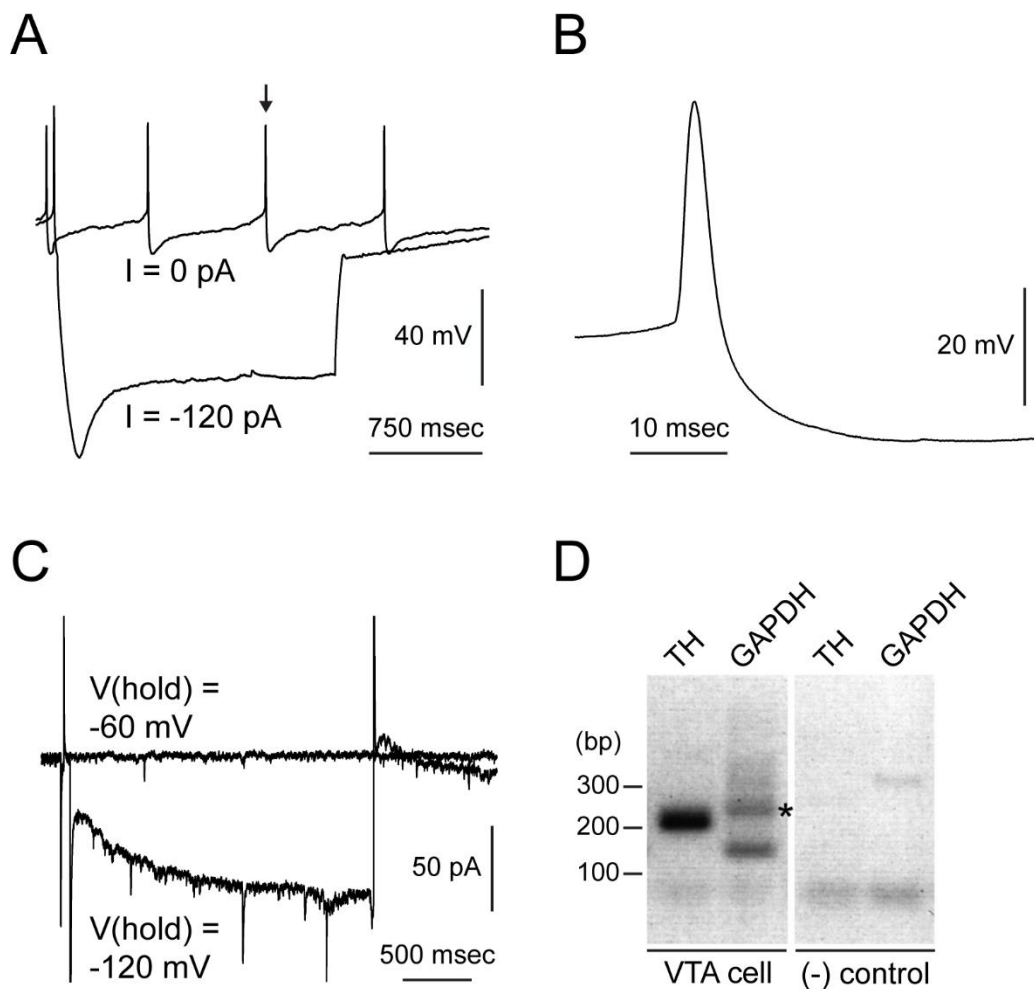 A
I = 0 pA
I = -120 pA
40 mV
750 msec
B
20 mV
10 msec
C
V(hold) =
-60 mV
V(hold) =
-120 mV
50 pA
500 msec
D
TH GAPDH TH GAPDH
(bp)
300
200
100
*
VTA cell (-) control